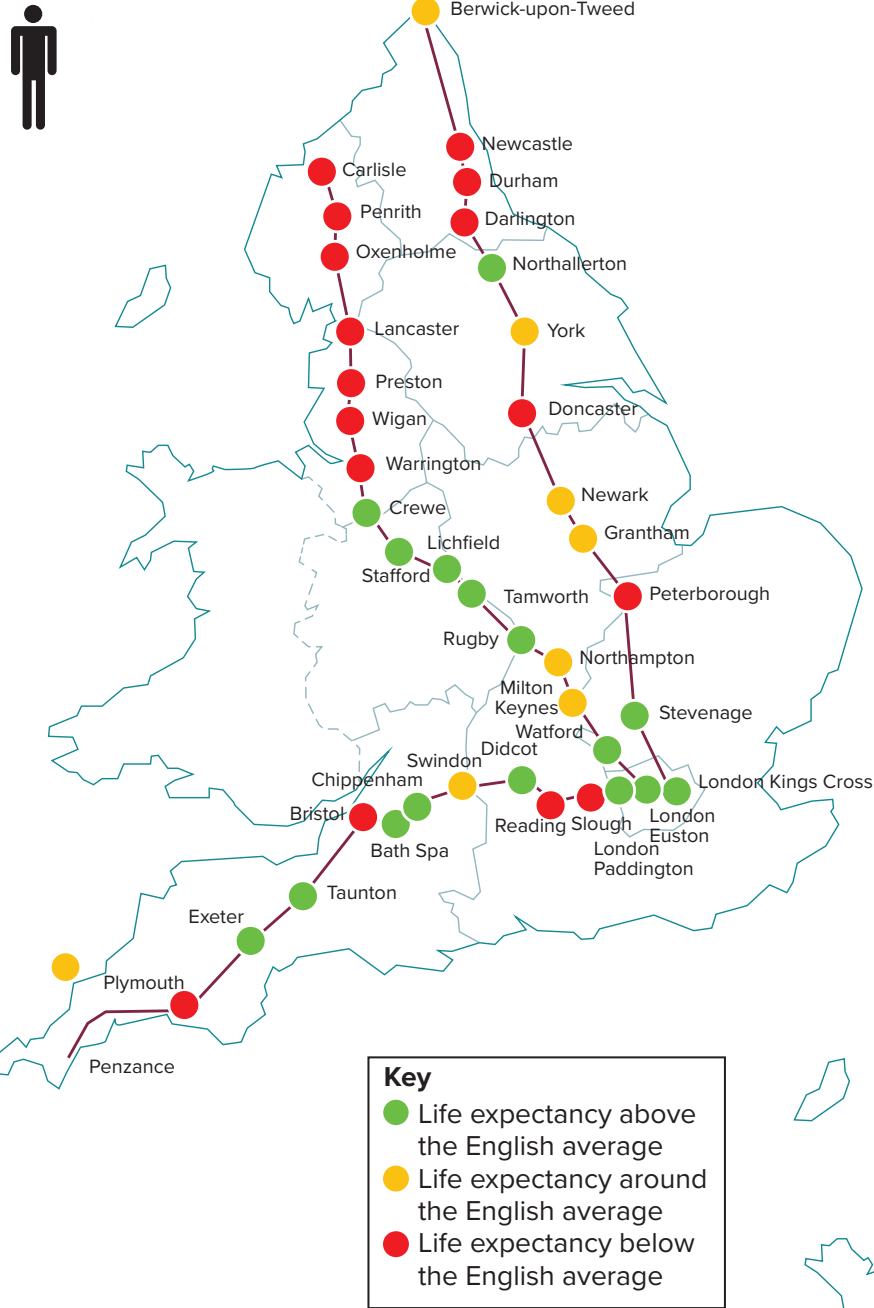 Berwick-upon-Tweed
Newcastle
Carlisle
Durham
Penrith
Darlington
Oxenholme
Northallerton
Lancaster
York
Preston
Doncaster
Wigan
Warrington
Newark
Crewe
Grantham
Lichfield
Stafford
Tamworth
Peterborough
Rugby
Northampton
Milton
Keynes
Stevenage
Watford
Didcot
Swindon
Chippenham
London Kings Cross
Bristol
Reading
Slough
London
Euston
Bath Spa
London
Paddington
Taunton
Exeter
Plymouth
Penzance
Key
Life expectancy above
the English average
Life expectancy around
the English average
Life expectancy below
the English average